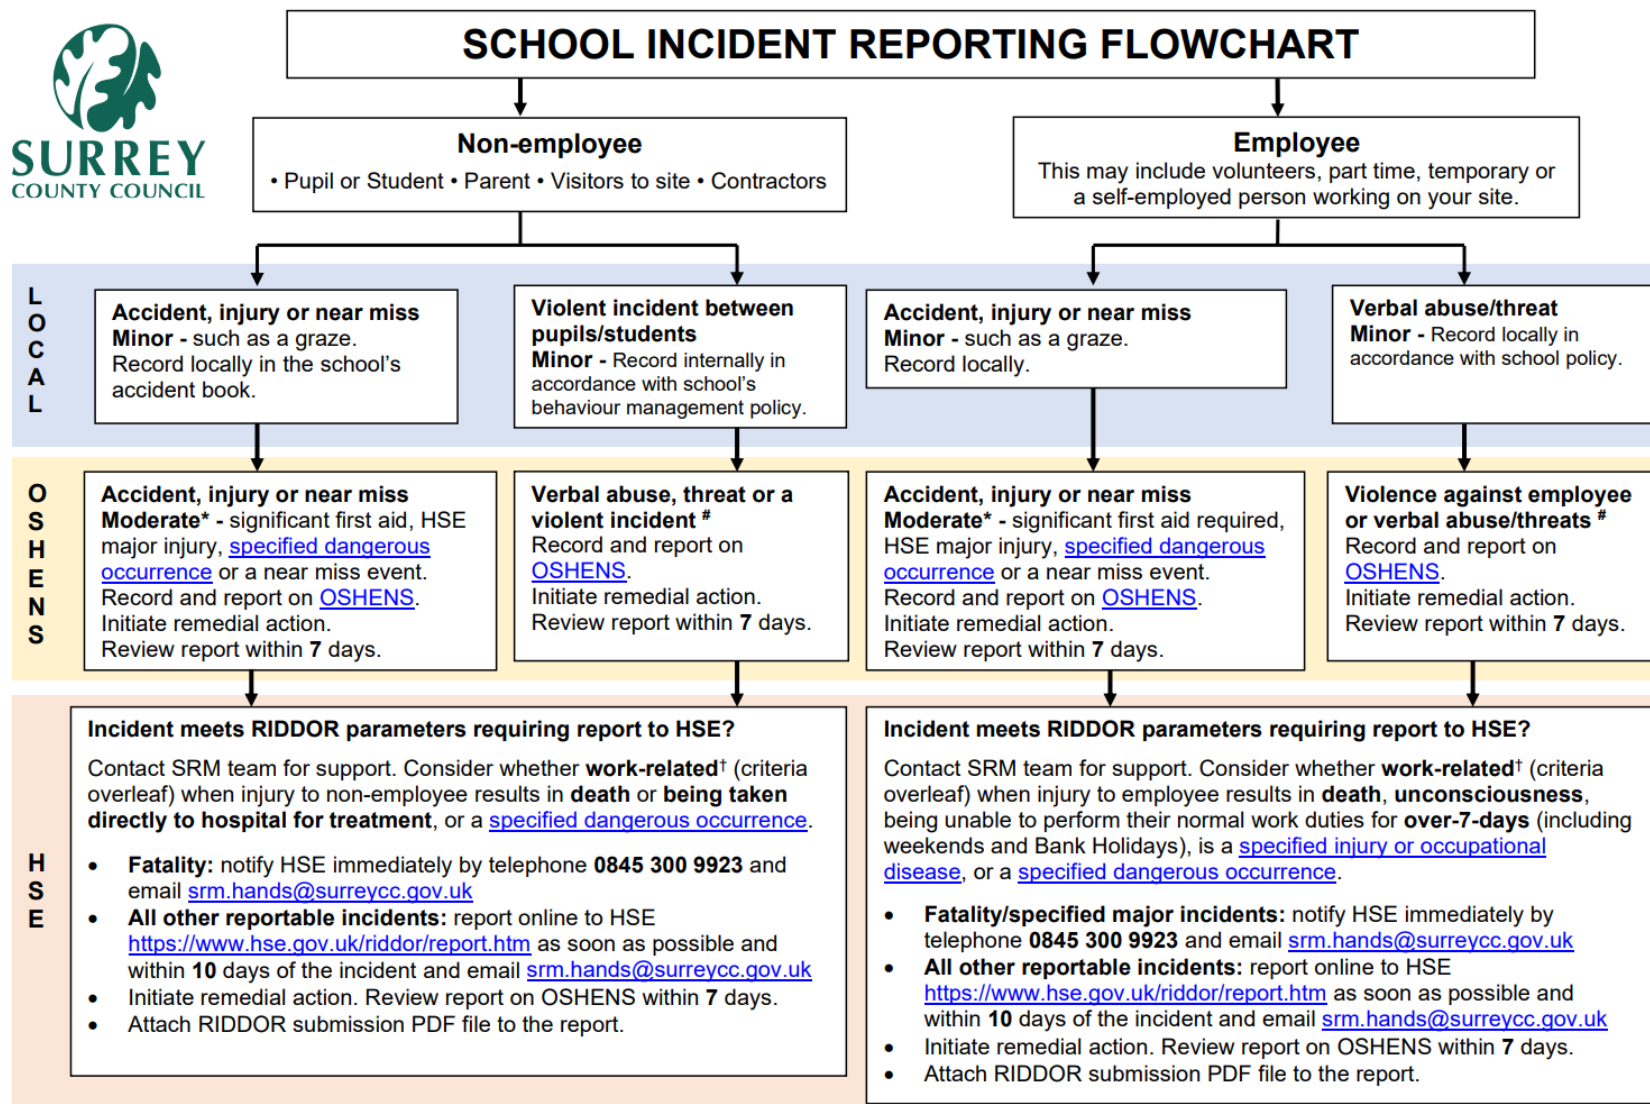 SCHOOL INCIDENT REPORTING FLOWCHART
SURREY
COUNTY COUNCIL
Non-employee
• Pupil or Student • Parent • Visitors to site • Contractors
Employee
This may include volunteers, part time, temporary or
a self-employed person working on your site.
LOCAL
Accident, injury or near miss
Minor - such as a graze.
Record locally in the school's
accident book.
Violent incident between
pupils/students
Minor - Record internally in
accordance with school's
behaviour management policy.
Accident, injury or near miss
Minor - such as a graze.
Record locally.
Verbal abuse/threat
Minor - Record locally in
accordance with school policy.
OSHENS
Accident, injury or near miss
Moderate* - significant first aid, HSE
major injury, specified dangerous
occurrence or a near miss event.
Record and report on OSHENS.
Initiate remedial action.
Review report within 7 days.
Verbal abuse, threat or a
violent incident #
Record and report on
OSHENS.
Initiate remedial action.
Review report within 7 days.
Accident, injury or near miss
Moderate* - significant first aid required,
HSE major injury, specified dangerous
occurrence or a near miss event.
Record and report on OSHENS.
Initiate remedial action.
Review report within 7 days.
Violence against employee
or verbal abuse/threats #
Record and report on
OSHENS.
Initiate remedial action.
Review report within 7 days.
HSE
Incident meets RIDDOR parameters requiring report to HSE?
Contact SRM team for support. Consider whether work-related† (criteria
overleaf) when injury to non-employee results in death or being taken
directly to hospital for treatment, or a specified dangerous occurrence.
• Fatality: notify HSE immediately by telephone 0845 300 9923 and
email srm.hands@surreycc.gov.uk
• All other reportable incidents: report online to HSE
https://www.hse.gov.uk/riddor/report.htm as soon as possible and
within 10 days of the incident and email srm.hands@surreycc.gov.uk
• Initiate remedial action. Review report on OSHENS within 7 days.
• Attach RIDDOR submission PDF file to the report.
Incident meets RIDDOR parameters requiring report to HSE?
Contact SRM team for support. Consider whether work-related† (criteria
overleaf) when injury to employee results in death, unconsciousness,
being unable to perform their normal work duties for over-7-days (including
weekends and Bank Holidays), is a specified injury or occupational
disease, or a specified dangerous occurrence.
• Fatality/specified major incidents: notify HSE immediately by
telephone 0845 300 9923 and email srm.hands@surreycc.gov.uk
• All other reportable incidents: report online to HSE
https://www.hse.gov.uk/riddor/report.htm as soon as possible and
within 10 days of the incident and email srm.hands@surreycc.gov.uk
• Initiate remedial action. Review report on OSHENS within 7 days.
• Attach RIDDOR submission PDF file to the report.